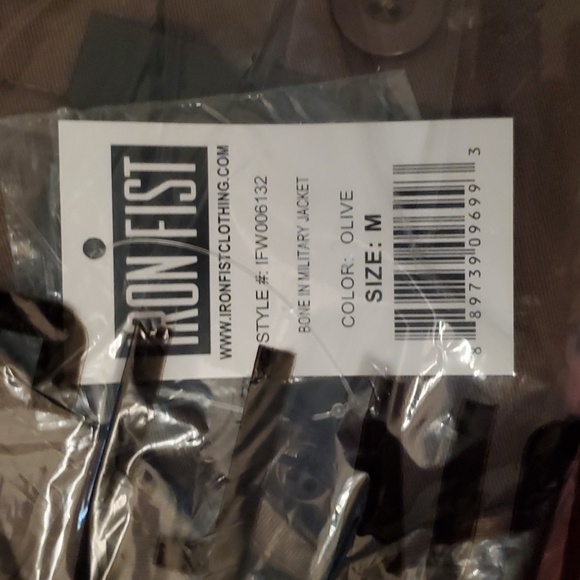 IRON FIST
WWW.IRONFISTCLOTHING.COM
STYLE #: IFW006132
BONE IN MILITARY JACKET
COLOR: OLIVE
SIZE: M
8 89739 09699 3